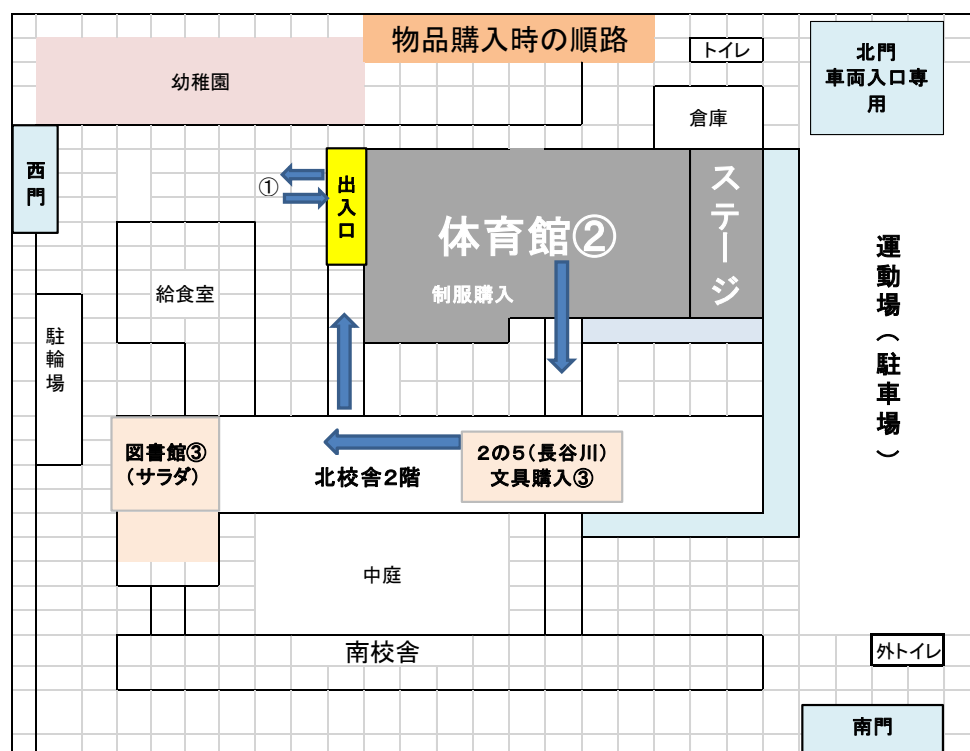 物品購入時の順路
トイレ
北門
車両入口専
用
幼稚園
倉庫
西
門
①
出
入
口
体育館②
制服購入
ステージ
運動場（駐車場）
給食室
駐
輪
場
図書館③
（サラダ）
北校舎2階
2の5（長谷川）
文具購入③
中庭
南校舎
外トイレ
南門